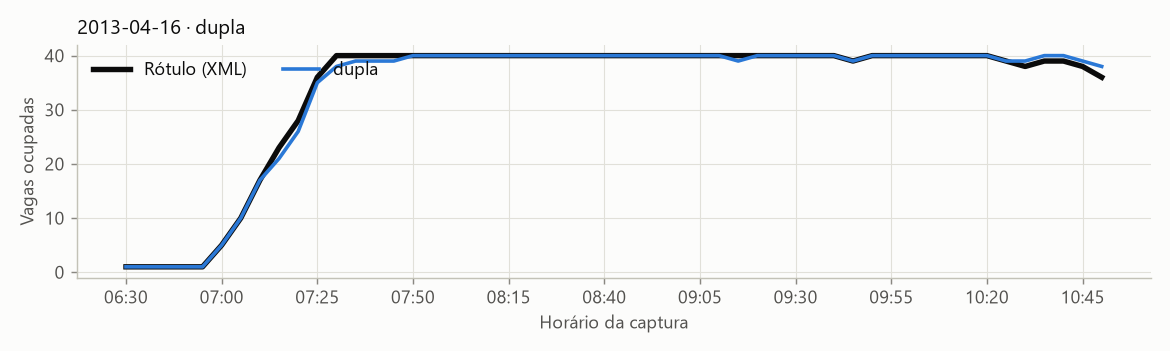 2013-04-16 · dupla
Rótulo (XML)
dupla
Vagas ocupadas
40
30
20
10
0
06:30 07:00 07:25 07:50 08:15 08:40 09:05 09:30 09:55 10:20 10:45
Horário da captura